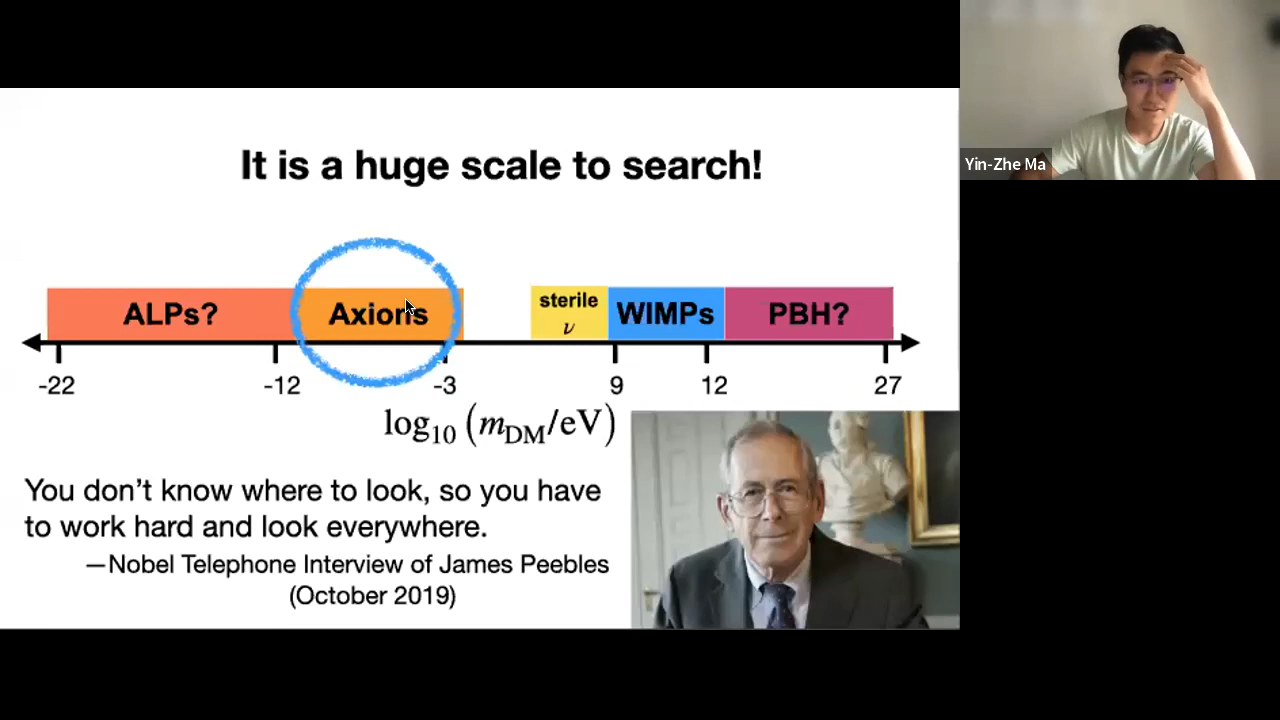 It is a huge scale to search!
ALPs?
Axions
sterile
ν
WIMPs
PBH?
-22
-12
-3
9
12
27
log₁₀ (m_DM/eV)
You don't know where to look, so you have
to work hard and look everywhere.
—Nobel Telephone Interview of James Peebles
(October 2019)
Yin-Zhe Ma